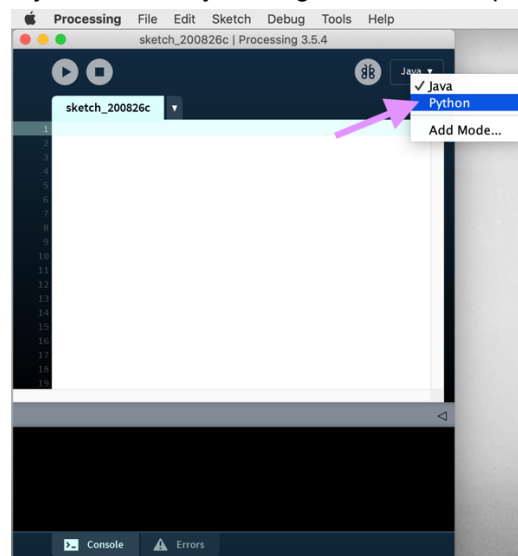 Processing File Edit Sketch Debug Tools Help
sketch_200826c | Processing 3.5.4
Java ▾
✓ Java
Python
Add Mode...
sketch_200826c ▾
1
2
3
4
5
6
7
8
9
10
11
12
13
14
15
16
17
18
19
>_ Console Errors